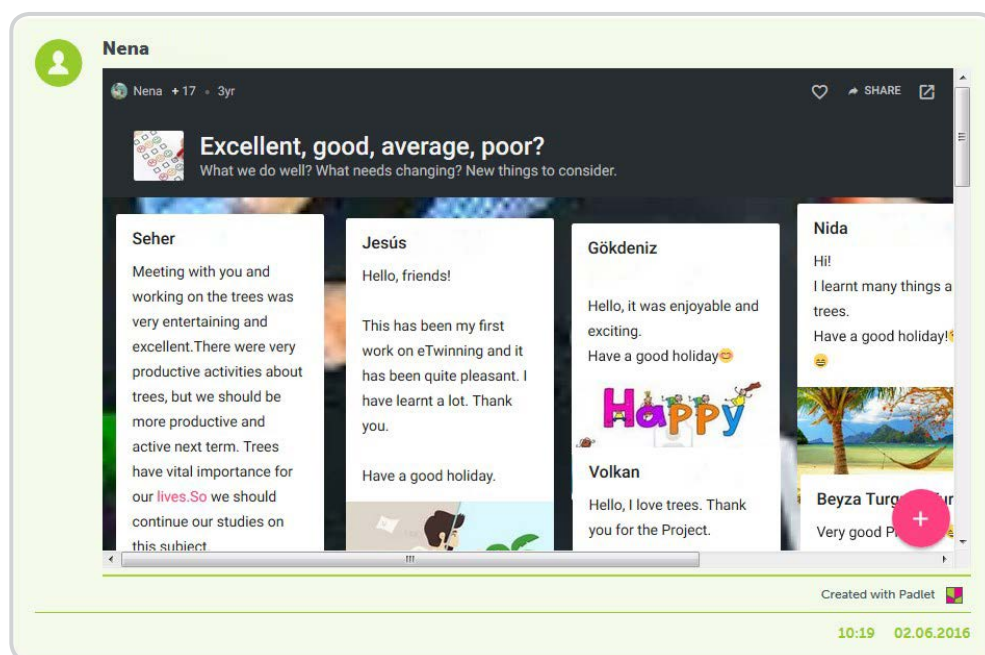 Nena
Nena + 17 • 3yr
SHARE
Excellent, good, average, poor?
What we do well? What needs changing? New things to consider.
Seher
Meeting with you and
working on the trees was
very entertaining and
excellent.There were very
productive activities about
trees, but we should be
more productive and
active next term. Trees
have vital importance for
our lives.So we should
continue our studies on
this subject.
Jesús
Hello, friends!
This has been my first
work on eTwinning and it
has been quite pleasant. I
have learnt a lot. Thank
you.
Have a good holiday.
Gökdeniz
Hello, it was enjoyable and
exciting.
Have a good holiday😊
Happy
Volkan
Hello, I love trees. Thank
you for the Project.
Nida
Hi!
I learnt many things a
trees.
Have a good holiday!
😄
Beyza
Very good
Created with Padlet
10:19 02.06.2016